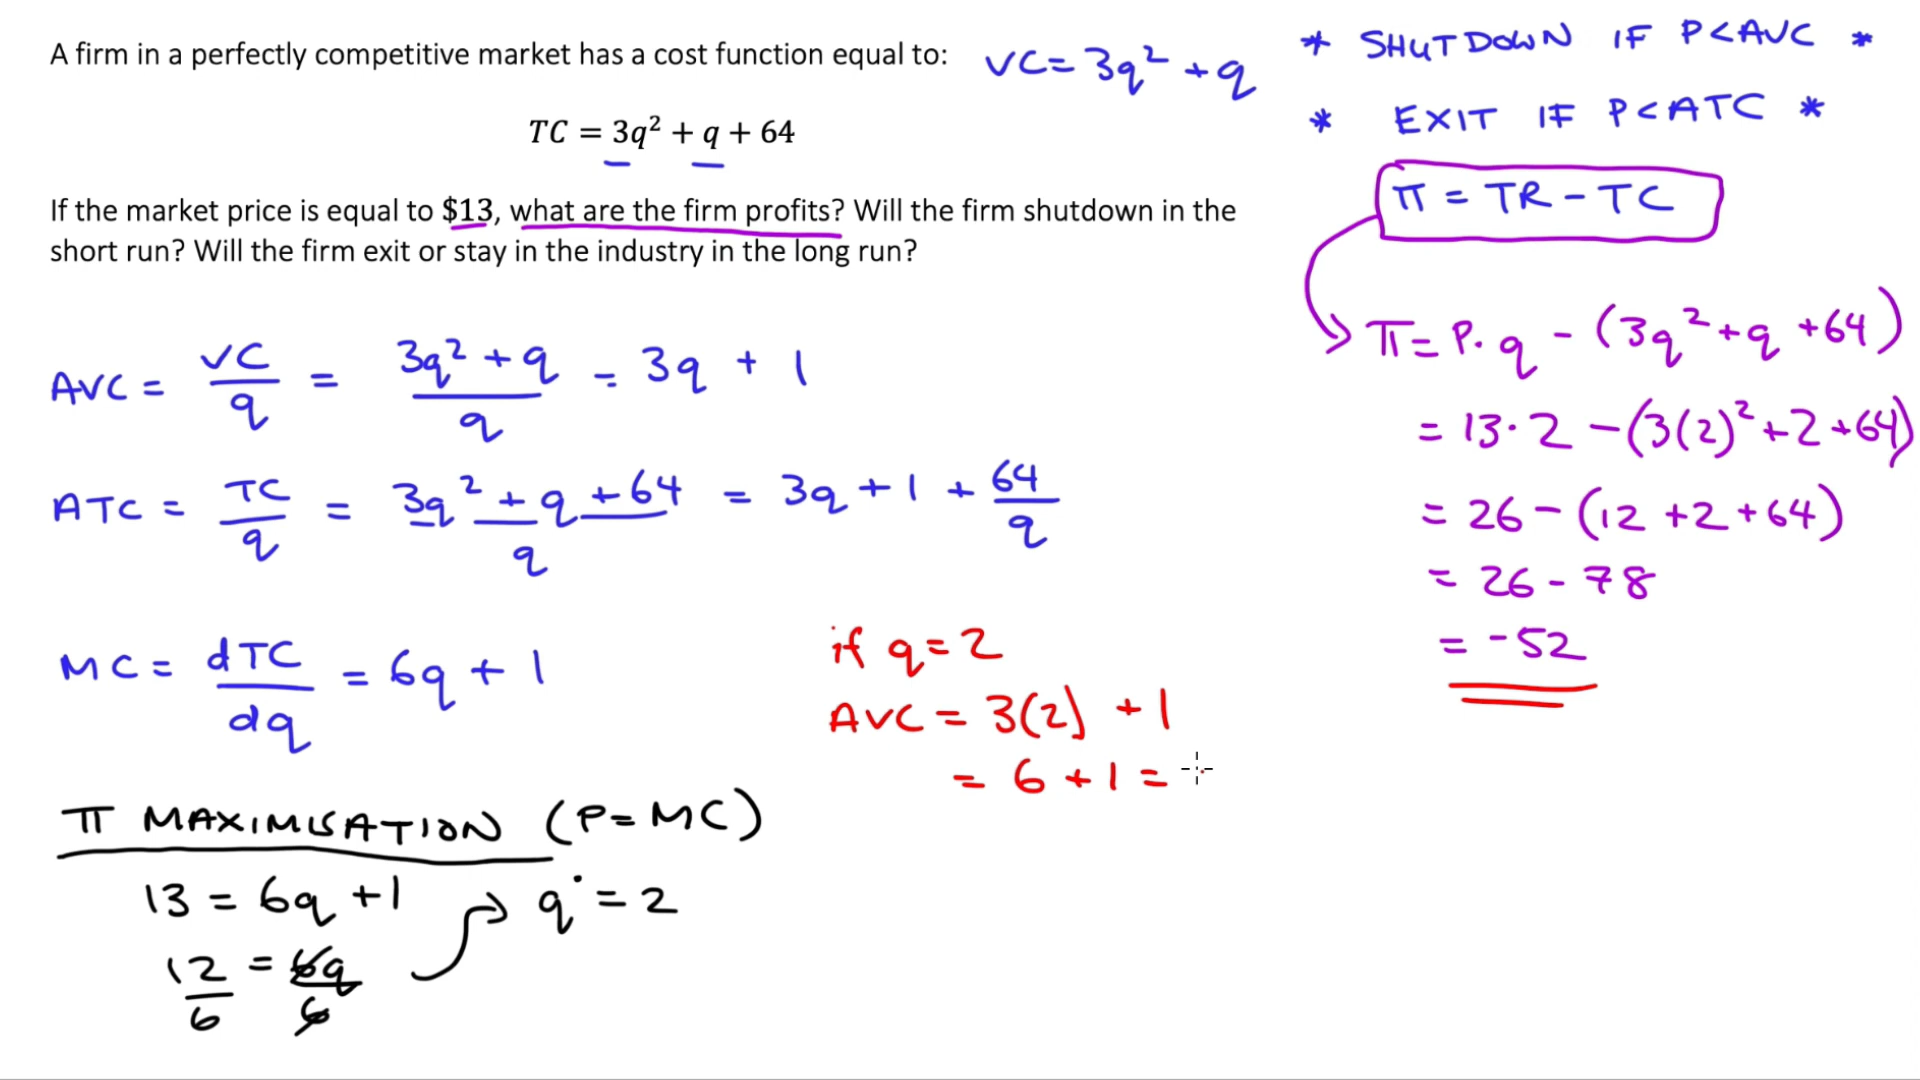 A firm in a perfectly competitive market has a cost function equal to:
VC = 3q² + q
TC = 3q² + q + 64
If the market price is equal to $13, what are the firm profits? Will the firm shutdown in the
short run? Will the firm exit or stay in the industry in the long run?
* SHUTDOWN IF P<AVC *
* EXIT IF P<ATC *
π = TR - TC
π = P·q - (3q² + q + 64)
= 13·2 - (3(2)² + 2 + 64)
= 26 - (12 + 2 + 64)
= 26 - 78
= -52
AVC = VC/q = (3q² + q)/q = 3q + 1
ATC = TC/q = (3q² + q + 64)/q = 3q + 1 + 64/q
MC = dTC/dq = 6q + 1
if q = 2
AVC = 3(2) + 1
= 6 + 1 =
π MAXIMISATION (P = MC)
13 = 6q + 1
q· = 2
12/6 = 6q/6